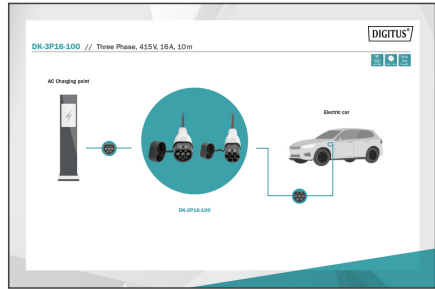 DIGITUS®
DK-3P16-100 // Three Phase, 415V, 16A, 10m
AC Charging point
Electric car
DK-3P16-100